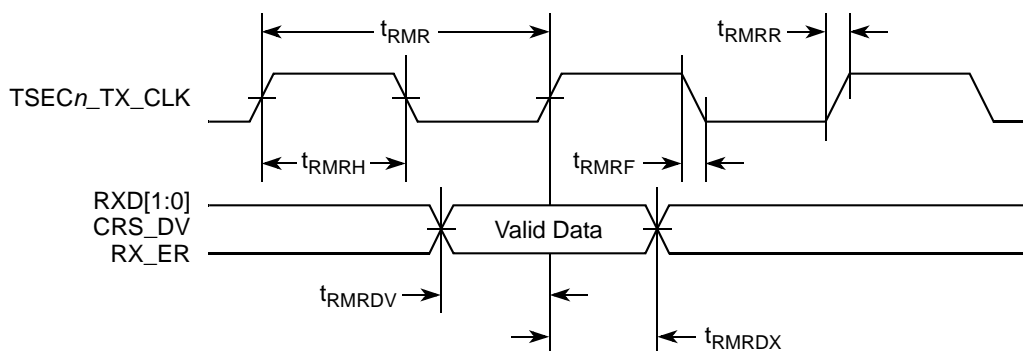 tRMR
tRMRR
TSECn_TX_CLK
tRMRH
tRMRF
RXD[1:0]
CRS_DV
RX_ER
Valid Data
tRMRDV
tRMRDX